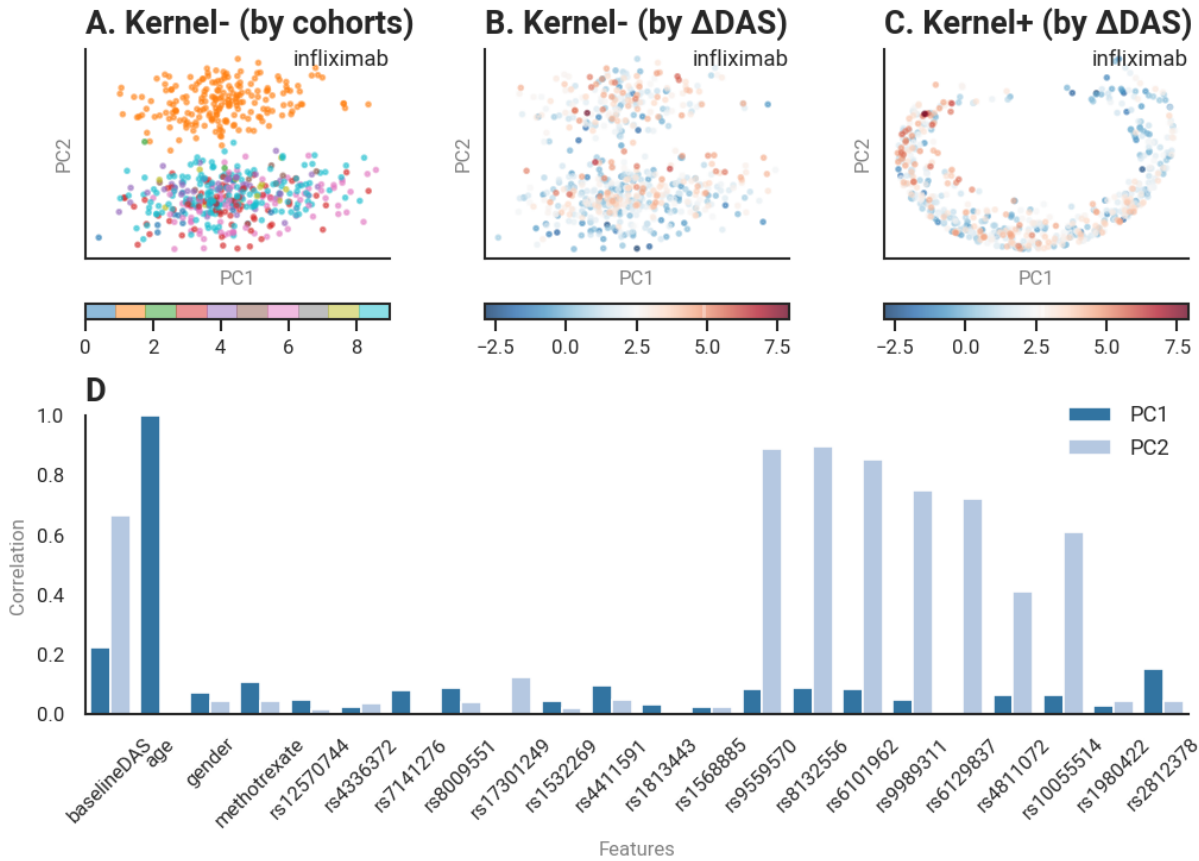 A. Kernel- (by cohorts)
infliximab
PC2
PC1
0 2 4 6 8
B. Kernel- (by ΔDAS)
infliximab
PC2
PC1
−2.5 0.0 2.5 5.0 7.5
C. Kernel+ (by ΔDAS)
infliximab
PC2
PC1
−2.5 0.0 2.5 5.0 7.5
D
PC1
PC2
Correlation
1.0
0.8
0.6
0.4
0.2
0.0
baselineDAS
age
gender
methotrexate
rs12570744
rs4336372
rs7141276
rs8009551
rs17301249
rs1532269
rs4411591
rs1813443
rs1568885
rs9559570
rs8132556
rs6101962
rs9989311
rs6129837
rs4811072
rs10055514
rs1980422
rs2812378
Features